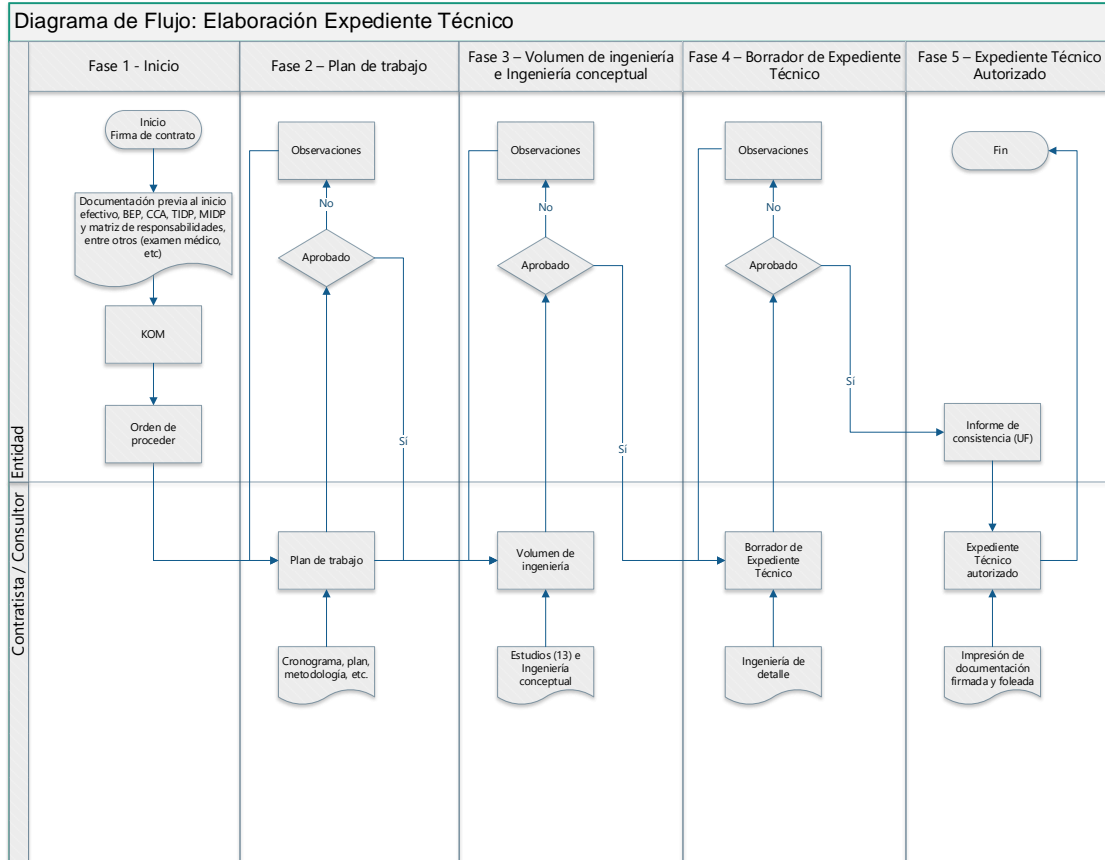 Diagrama de Flujo: Elaboración Expediente Técnico
Fase 1 - Inicio
Fase 2 – Plan de trabajo
Fase 3 – Volumen de ingeniería
e Ingeniería conceptual
Fase 4 – Borrador de Expediente
Técnico
Fase 5 – Expediente Técnico
Autorizado
Entidad
Inicio
Firma de contrato
Documentación previa al inicio
efectivo, BEP, CCA, TIDP, MIDP
y matriz de responsabilidades,
entre otros (examen médico,
etc)
KOM
Orden de
proceder
Observaciones
No
Aprobado
Sí
Observaciones
No
Aprobado
Sí
Observaciones
No
Aprobado
Sí
Fin
Informe de
consistencia (UF)
Contratista / Consultor
Plan de trabajo
Cronograma, plan,
metodología, etc.
Volumen de
ingeniería
Estudios (13) e
Ingeniería
conceptual
Borrador de
Expediente
Técnico
Ingeniería de
detalle
Expediente
Técnico
autorizado
Impresión de
documentación
firmada y foleada